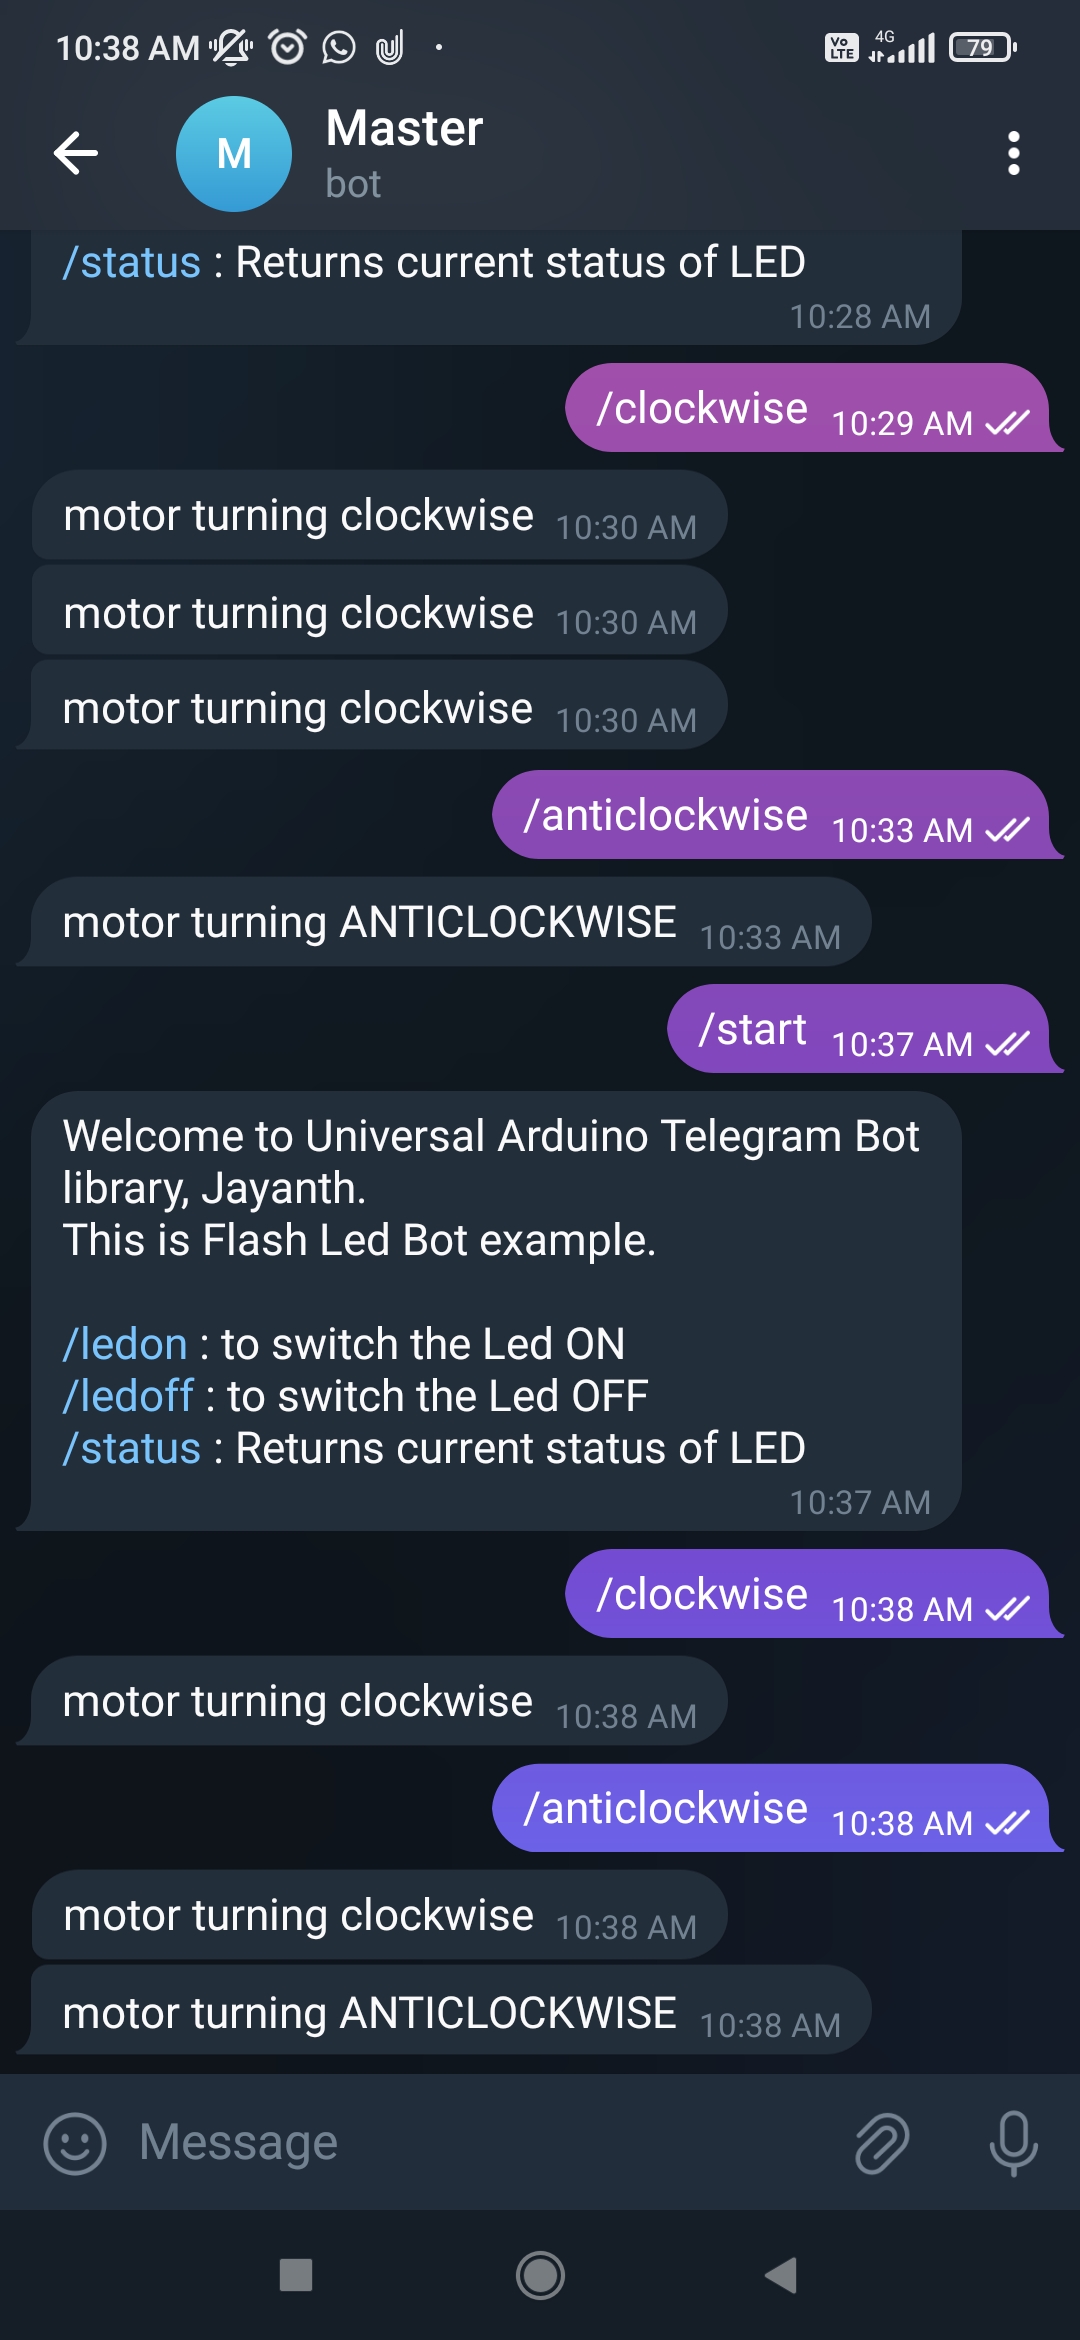 10:38 AM
Vo LTE 4G 79
M
Master
bot
/status : Returns current status of LED
10:28 AM
/clockwise 10:29 AM
motor turning clockwise 10:30 AM
motor turning clockwise 10:30 AM
motor turning clockwise 10:30 AM
/anticlockwise 10:33 AM
motor turning ANTICLOCKWISE 10:33 AM
/start 10:37 AM
Welcome to Universal Arduino Telegram Bot
library, Jayanth.
This is Flash Led Bot example.
/ledon : to switch the Led ON
/ledoff : to switch the Led OFF
/status : Returns current status of LED
10:37 AM
/clockwise 10:38 AM
motor turning clockwise 10:38 AM
/anticlockwise 10:38 AM
motor turning clockwise 10:38 AM
motor turning ANTICLOCKWISE 10:38 AM
Message